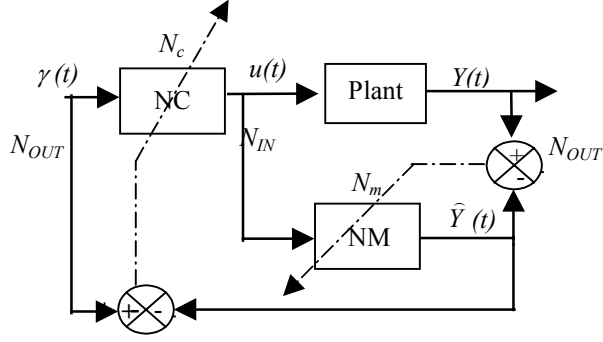 N_c
γ(t)
NC
u(t)
Plant
Y(t)
N_OUT
N_IN
+
-
N_OUT
N_m
NM
Ŷ (t)
+
-